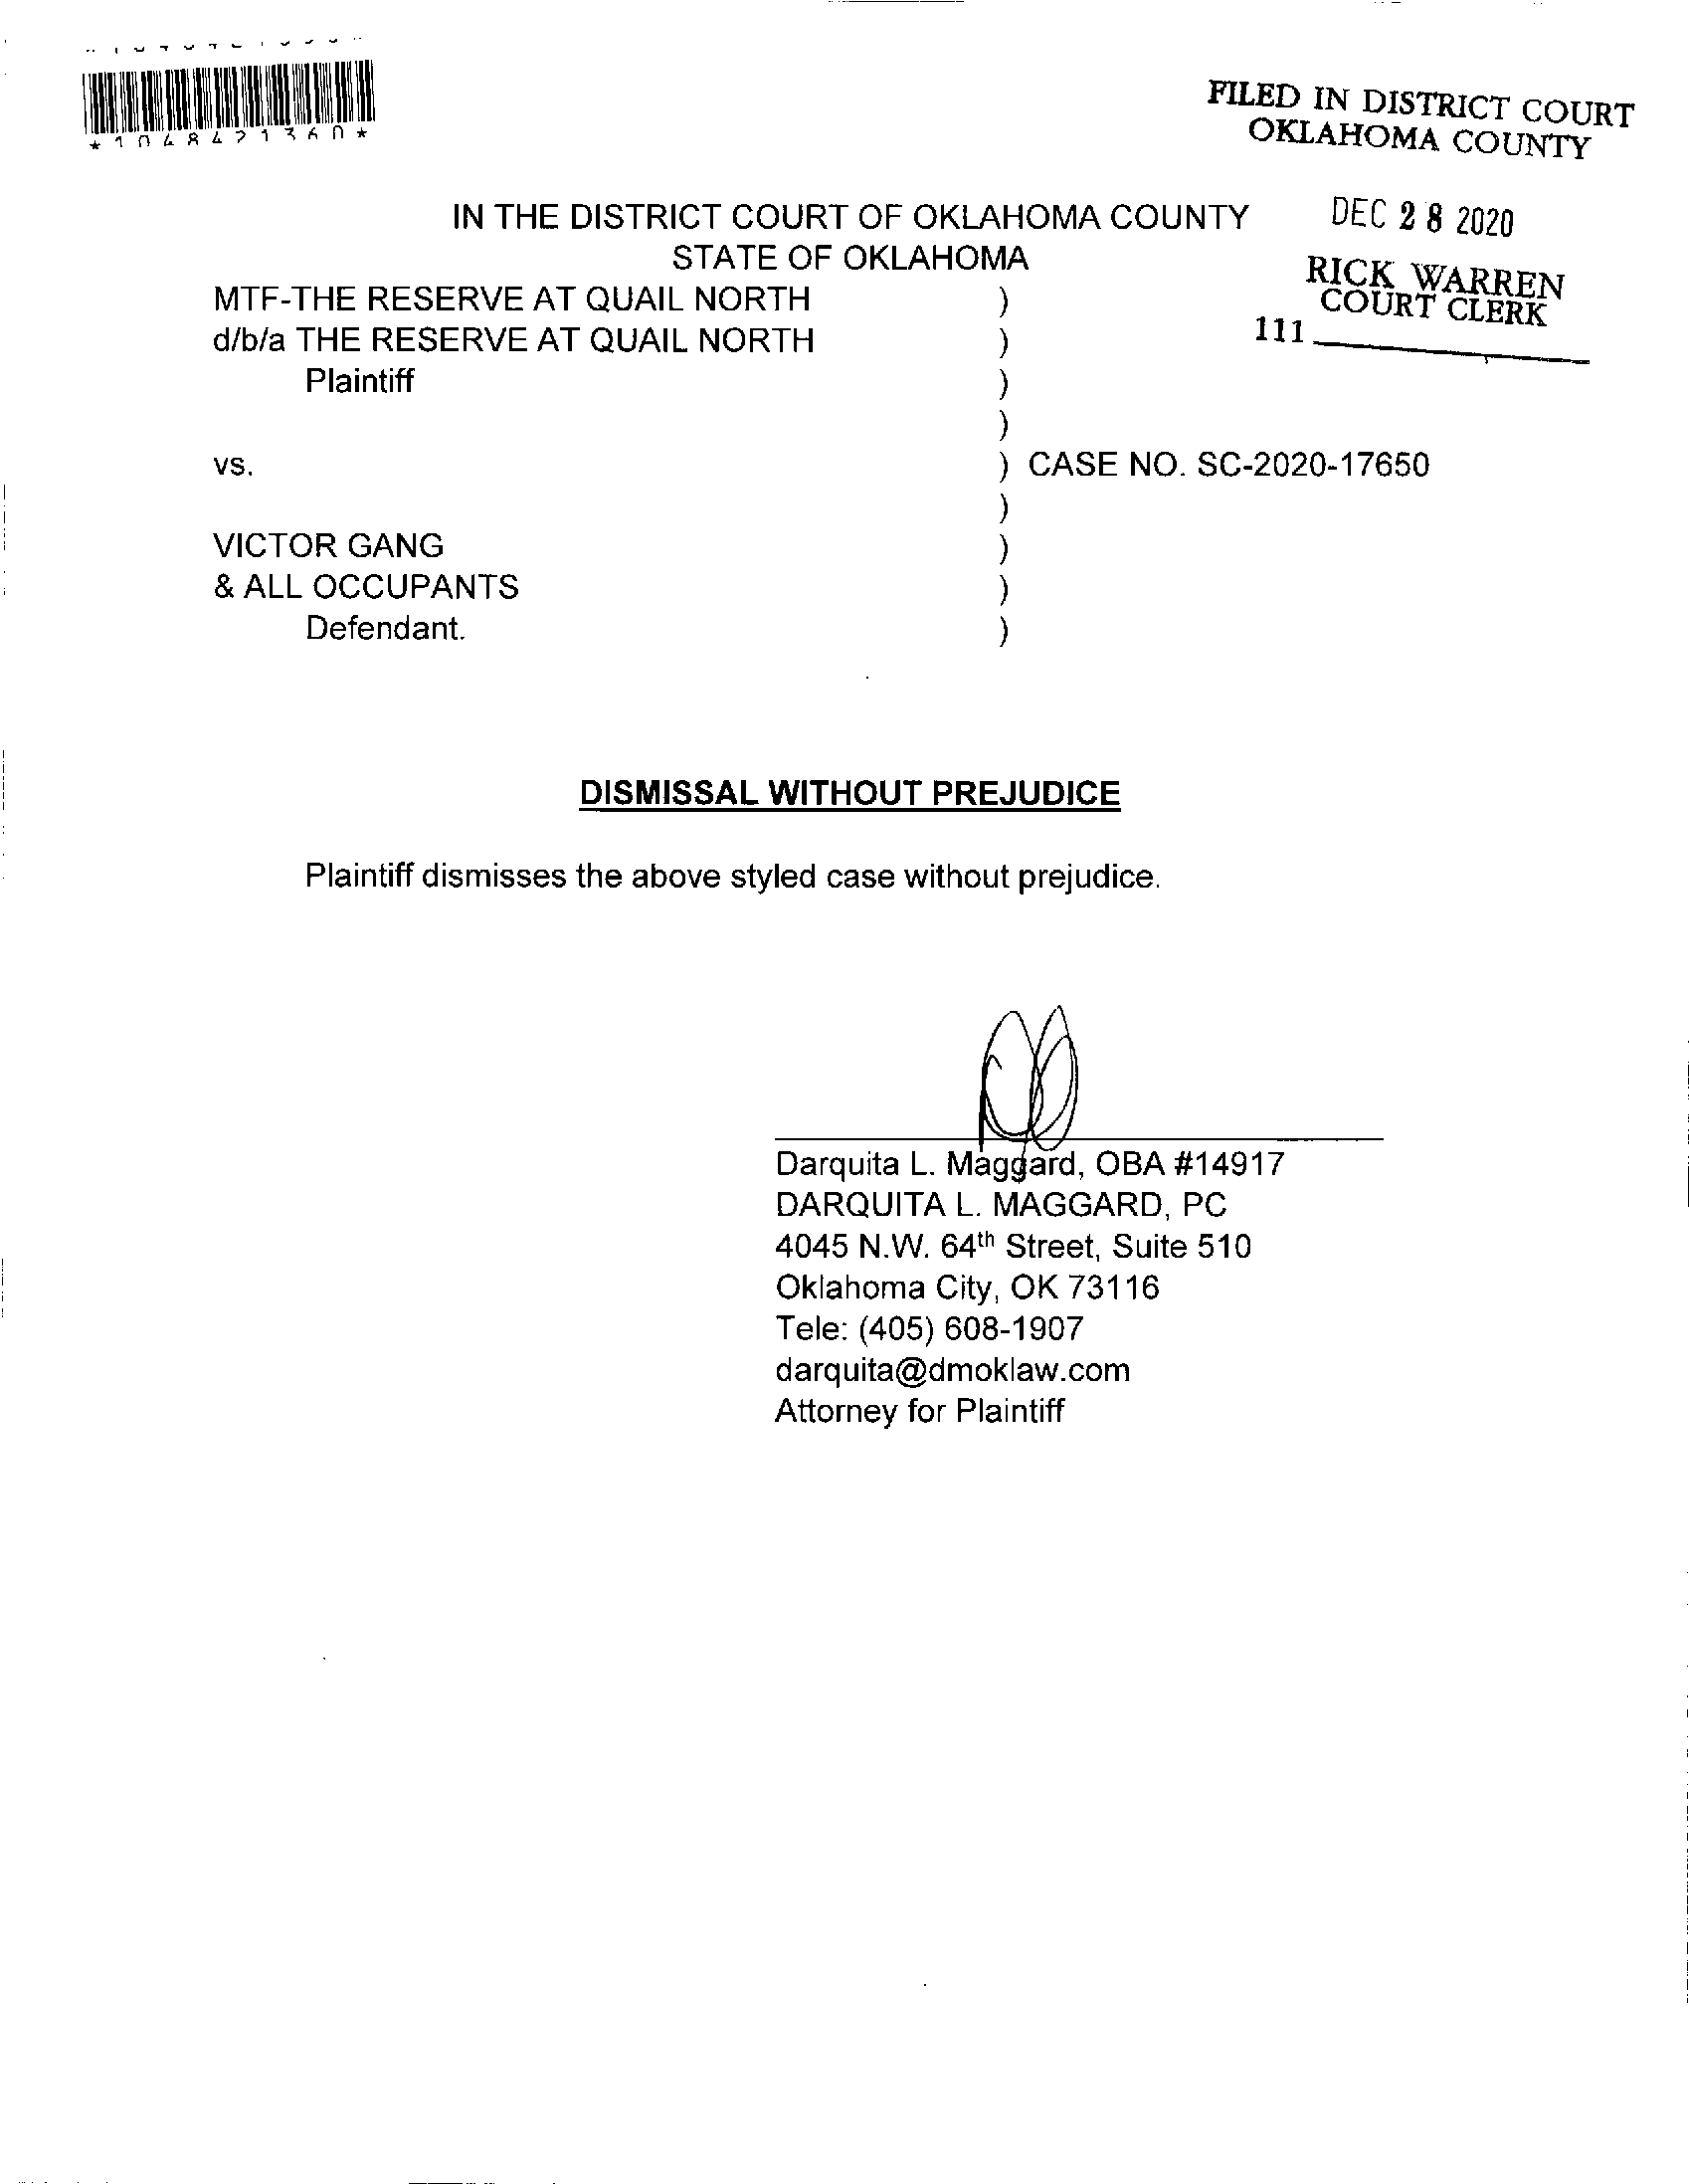 *1048421360*
FILED IN DISTRICT COURT
OKLAHOMA COUNTY
DEC 28 2020
RICK WARREN
COURT CLERK
111
IN THE DISTRICT COURT OF OKLAHOMA COUNTY
STATE OF OKLAHOMA
MTF-THE RESERVE AT QUAIL NORTH )
d/b/a THE RESERVE AT QUAIL NORTH )
Plaintiff )
)
vs. ) CASE NO. SC-2020-17650
)
VICTOR GANG )
& ALL OCCUPANTS )
Defendant. )
DISMISSAL WITHOUT PREJUDICE
Plaintiff dismisses the above styled case without prejudice.
Darquita L. Maggard, OBA #14917
DARQUITA L. MAGGARD, PC
4045 N.W. 64th Street, Suite 510
Oklahoma City, OK 73116
Tele: (405) 608-1907
darquita@dmoklaw.com
Attorney for Plaintiff